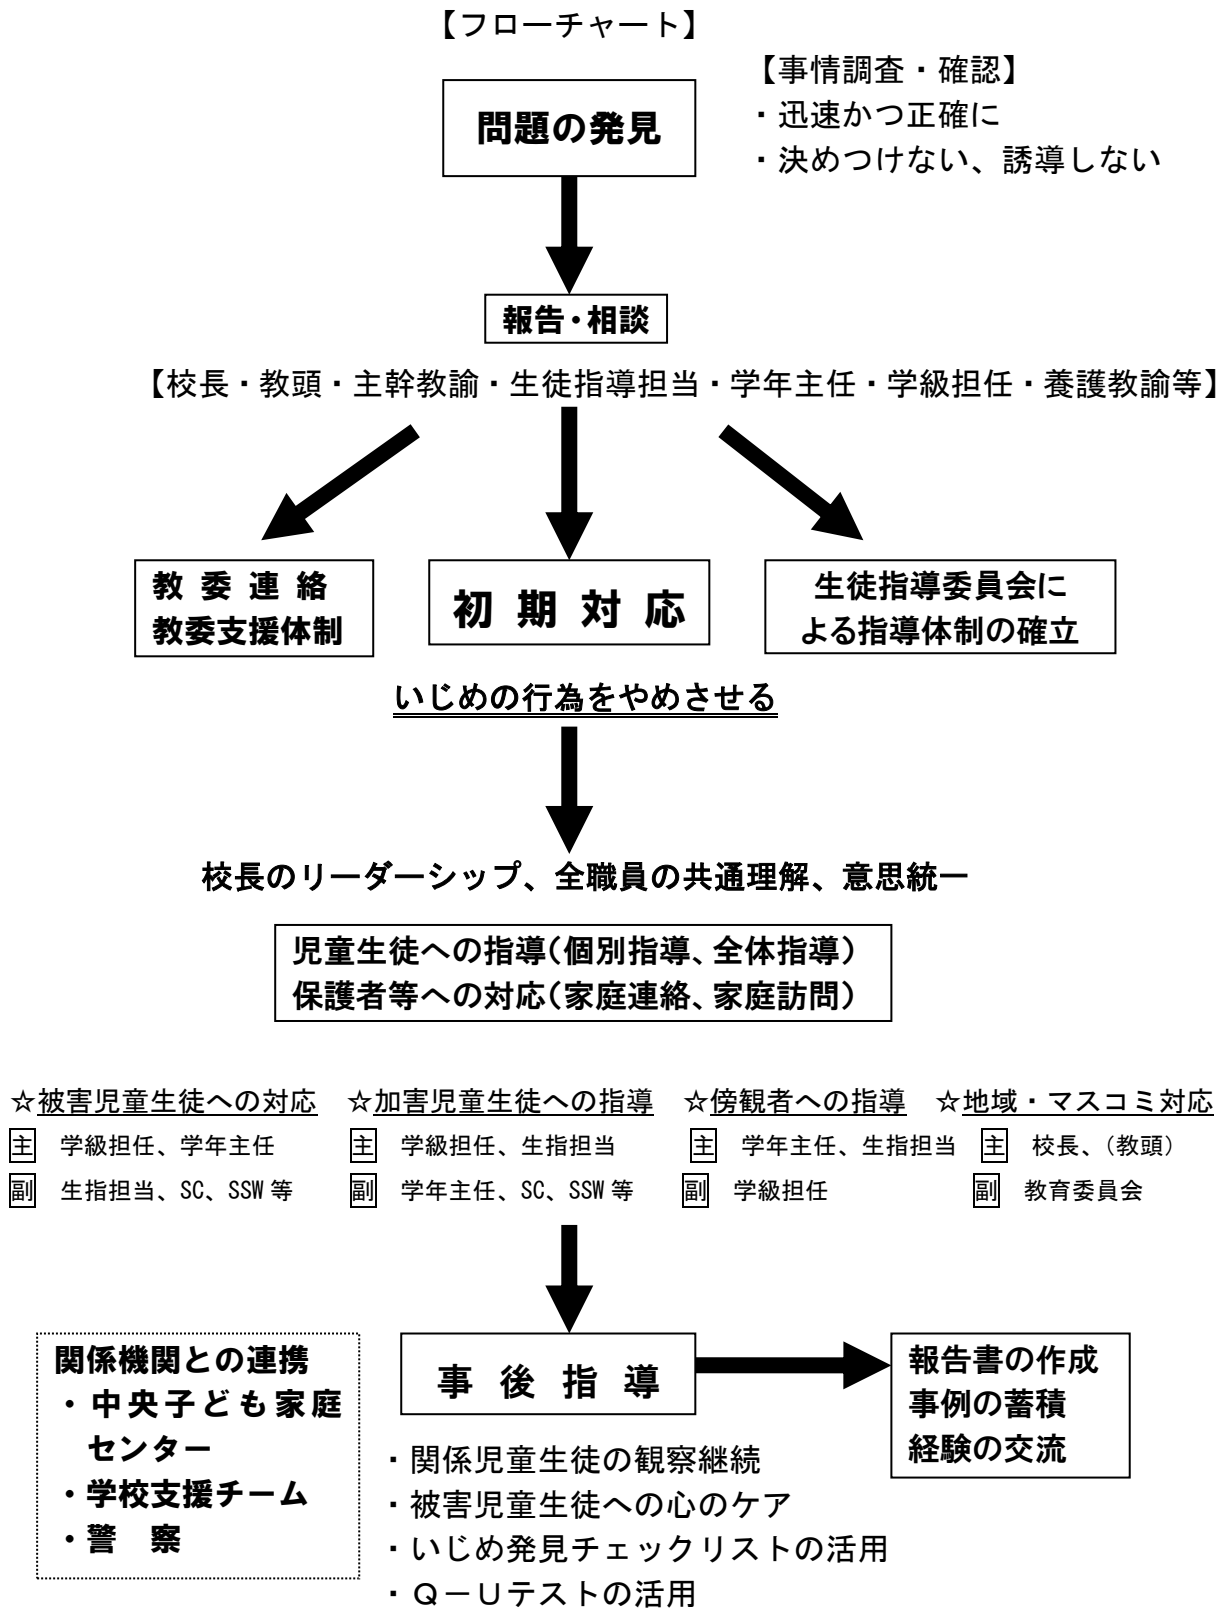 【フローチャート】
【事情調査・確認】
問題の発見
・迅速かつ正確に
・決めつけない、誘導しない
報告・相談
【校長・教頭・主幹教諭・生徒指導担当・学年主任・学級担任・養護教諭等】
教委連絡
教委支援体制
初期対応
生徒指導委員会に
よる指導体制の確立
いじめの行為をやめさせる
校長のリーダーシップ、全職員の共通理解、意思統一
児童生徒への指導(個別指導、全体指導)
保護者等への対応(家庭連絡、家庭訪問)
☆被害児童生徒への対応 ☆加害児童生徒への指導 ☆傍観者への指導 ☆地域・マスコミ対応
主 学級担任、学年主任 主 学級担任、生指担当 主 学年主任、生指担当 主 校長、(教頭)
副 生指担当、SC、SSW等 副 学年主任、SC、SSW等 副 学級担任 副 教育委員会
関係機関との連携
・中央子ども家庭
センター
・学校支援チーム
・警 察
事後指導
・関係児童生徒の観察継続
・被害児童生徒への心のケア
・いじめ発見チェックリストの活用
・Q－Uテストの活用
報告書の作成
事例の蓄積
経験の交流